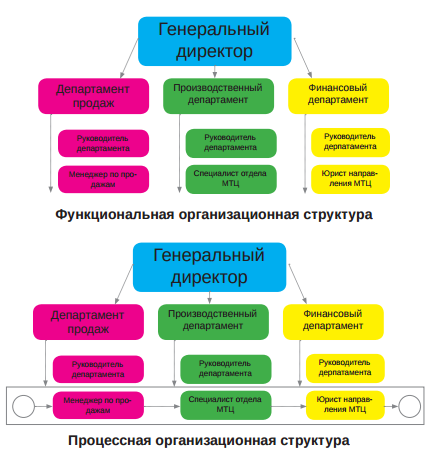 Генеральный
директор
Департамент
продаж
Производственный
департамент
Финансовый
департамент
Руководитель
департамента
Руководитель
департамента
Руководитель
дерпатамента
Менеджер по про-
дажам
Специалист отдела
МТЦ
Юрист направ-
ления МТЦ
Функциональная организационная структура
Генеральный
директор
Департамент
продаж
Производственный
департамент
Финансовый
департамент
Руководитель
департамента
Руководитель
департамента
Руководитель
дерпатамента
Менеджер по про-
дажам
Специалист отдела
МТЦ
Юрист направ-
ления МТЦ
Процессная организационная структура